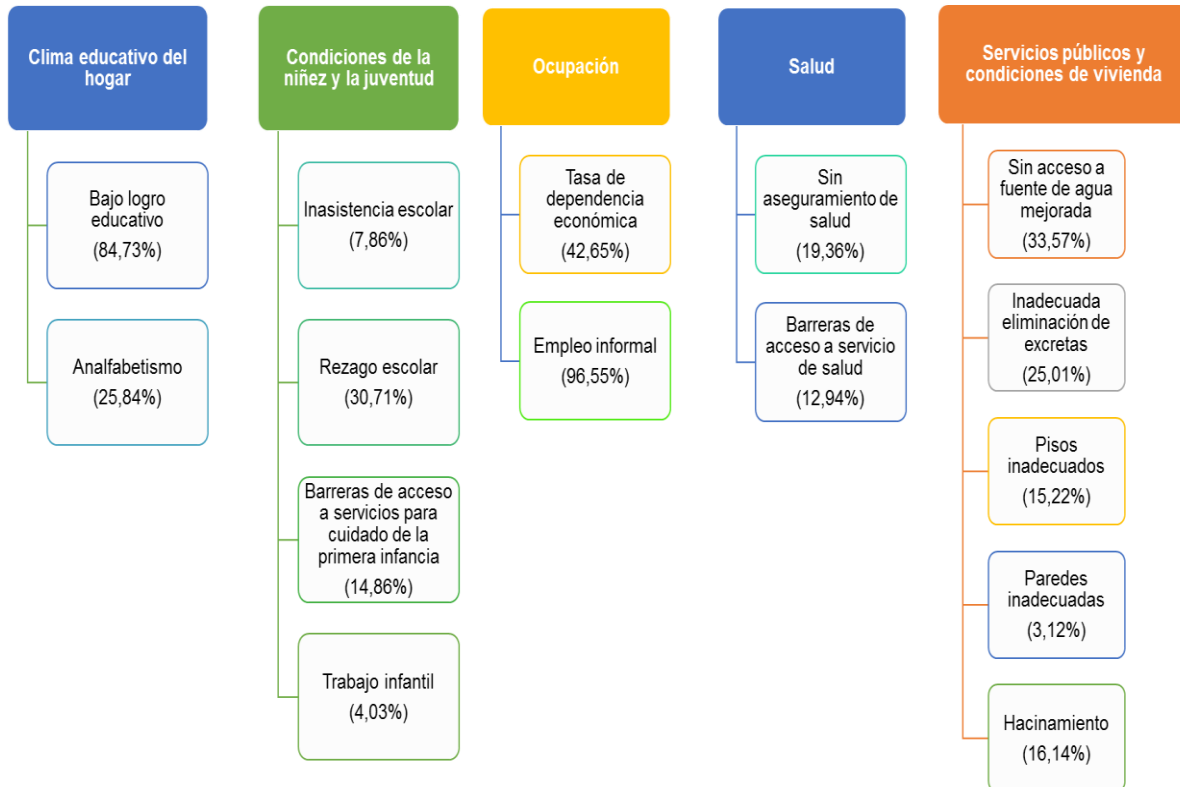 Clima educativo del
hogar
Bajo logro
educativo
(84,73%)
Analfabetismo
(25,84%)
Condiciones de la
niñez y la juventud
Inasistencia escolar
(7,86%)
Rezago escolar
(30,71%)
Barreras de acceso
a servicios para
cuidado de la
primera infancia
(14,86%)
Trabajo infantil
(4,03%)
Ocupación
Tasa de
dependencia
económica
(42,65%)
Empleo informal
(96,55%)
Salud
Sin
aseguramiento de
salud
(19,36%)
Barreras de
acceso a servicio
de salud
(12,94%)
Servicios públicos y
condiciones de vivienda
Sin acceso a
fuente de agua
mejorada
(33,57%)
Inadecuada
eliminación de
excretas
(25,01%)
Pisos
inadecuados
(15,22%)
Paredes
inadecuadas
(3,12%)
Hacinamiento
(16,14%)